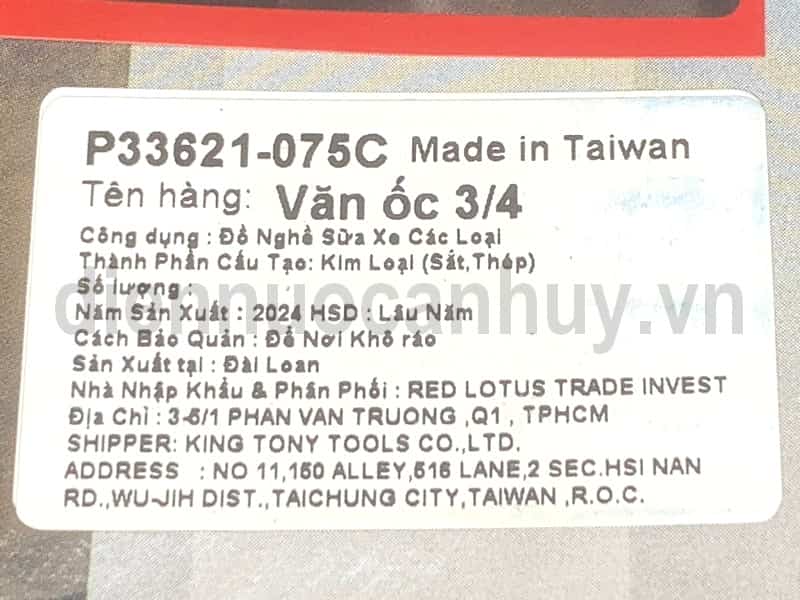 P33621-075C Made in Taiwan
Tên hàng: Văn ốc 3/4
Công dụng : Đồ Nghề Sữa Xe Các Loại
Thành Phần Cấu Tạo: Kim Loại (Sắt,Thép)
Số lượng :
diennuocanhuy.vn
Năm Sản Xuất : 2024 HSD : Lâu Năm
Cách Bảo Quản : Để Nơi Khô ráo
Sản Xuất tại : Đài Loan
Nhà Nhập Khẩu & Phân Phối : RED LOTUS TRADE INVEST
Địa Chỉ : 3-5/1 PHAN VAN TRUONG ,Q1 , TPHCM
SHIPPER: KING TONY TOOLS CO.,LTD.
ADDRESS : NO 11,150 ALLEY,516 LANE,2 SEC.HSI NAN
RD.,WU-JIH DIST.,TAICHUNG CITY,TAIWAN ,R.O.C.